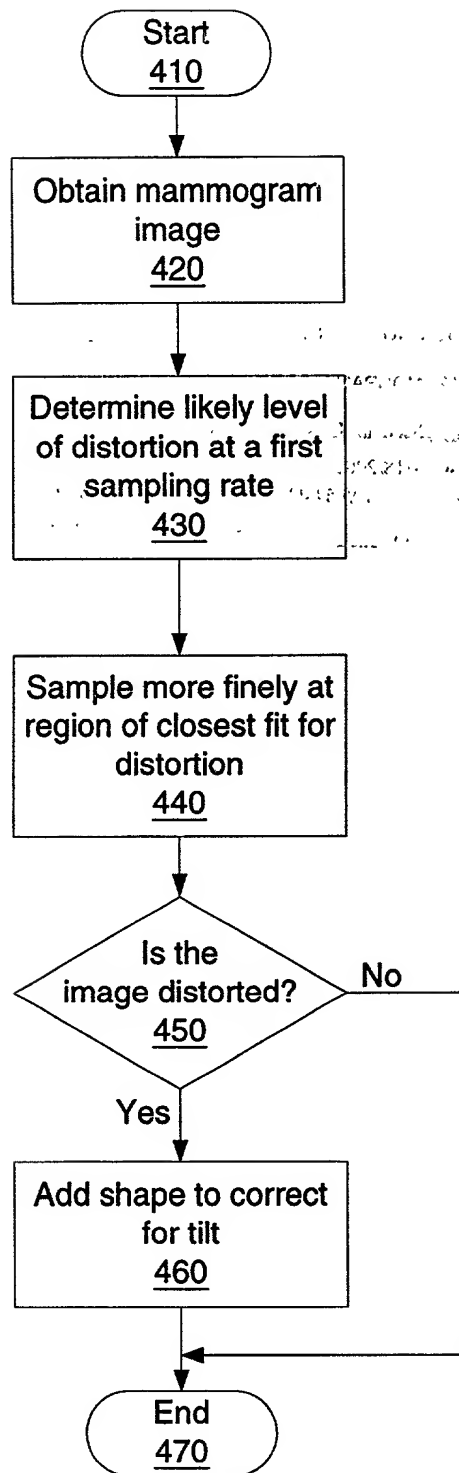 Start
410
Obtain mammogram
image
420
Determine likely level
of distortion at a first
sampling rate
430
Sample more finely at
region of closest fit for
distortion
440
Is the
image distorted?
450
No
Yes
Add shape to correct
for tilt
460
End
470